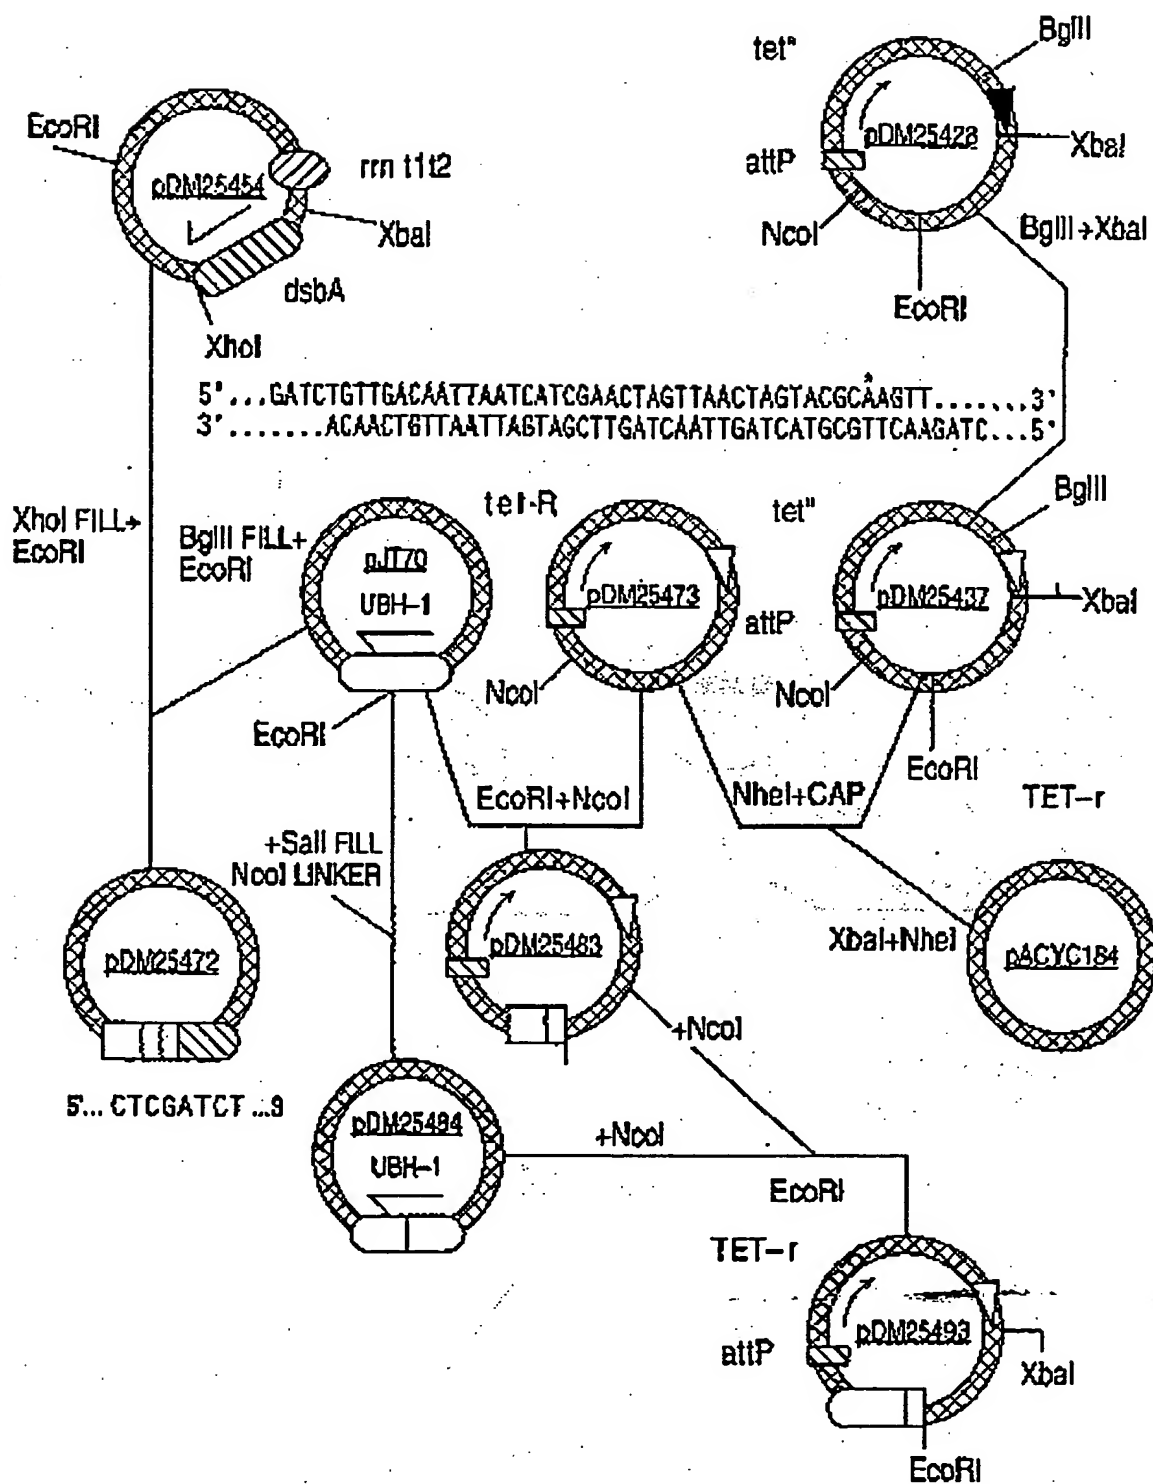 tet"
BglII
EcoRI
pDM25454
rrn t1t2
XbaI
dsbA
XhoI
pDM25428
XbaI
attP
NcoI
BglII+XbaI
EcoRI
5"...GATCTGTTGACAATTAATCATCGAACTAGTTAACTAGTACGCAAGTT.......3'
3'.......ACAACTGTTAATTAGTAGCTTGATCAATTGATCATGCGTTCAAGATC...5'
XhoI FILL+
EcoRI
BglII FILL+
EcoRI
pJT70
UBH-1
tet-R
pDM25473
NcoI
tet"
BglII
pDM25437
attP
XbaI
NcoI
EcoRI
EcoRI
EcoRI+NcoI
NheI+CAP
TET-r
+SalI FILL
NcoI LINKER
pDM25472
pDM25483
XbaI+NheI
pACYC184
+NcoI
5'... CTCGATCT ...9
pDM25484
UBH-1
+NcoI
EcoRI
TET-r
pDM25493
attP
XbaI
EcoRI